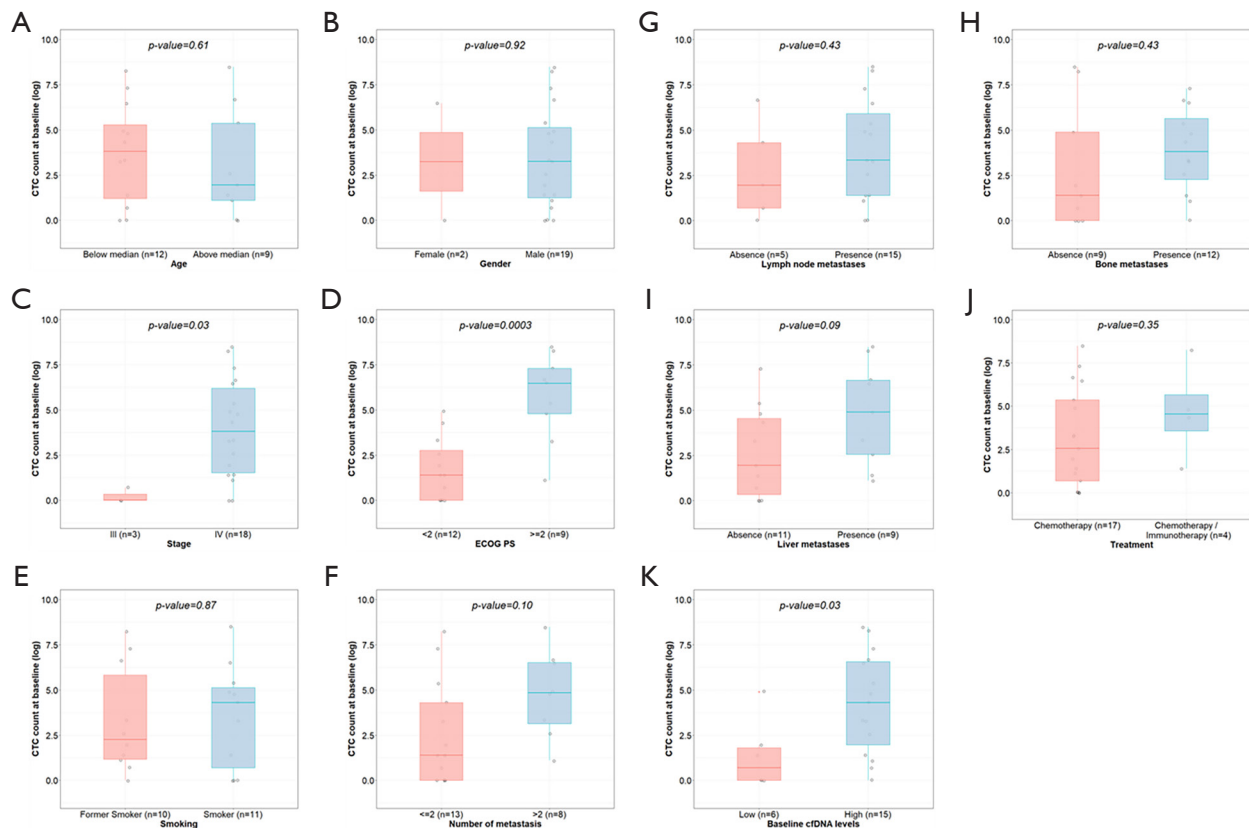 A
B
G
H
p-value=0.61
p-value=0.92
p-value=0.43
p-value=0.43
CTC count at baseline (log)
10.0
7.5
5.0
2.5
0.0
Below median (n=12) Above median (n=9)
Age
CTC count at baseline (log)
10.0
7.5
5.0
2.5
0.0
Female (n=2) Male (n=19)
Gender
CTC count at baseline (log)
10.0
7.5
5.0
2.5
0.0
Absence (n=5) Presence (n=15)
Lymph node metastases
CTC count at baseline (log)
10.0
7.5
5.0
2.5
0.0
Absence (n=9) Presence (n=12)
Bone metastases
C
D
I
J
p-value=0.03
p-value=0.0003
p-value=0.09
p-value=0.35
CTC count at baseline (log)
10.0
7.5
5.0
2.5
0.0
III (n=3) IV (n=18)
Stage
CTC count at baseline (log)
10.0
7.5
5.0
2.5
0.0
<2 (n=12) >=2 (n=9)
ECOG PS
CTC count at baseline (log)
10.0
7.5
5.0
2.5
0.0
Absence (n=11) Presence (n=9)
Liver metastases
CTC count at baseline (log)
10.0
7.5
5.0
2.5
0.0
Chemotherapy (n=17) Chemotherapy /
Immunotherapy (n=4)
Treatment
E
F
K
p-value=0.87
p-value=0.10
p-value=0.03
CTC count at baseline (log)
10.0
7.5
5.0
2.5
0.0
Former Smoker (n=10) Smoker (n=11)
Smoking
CTC count at baseline (log)
10.0
7.5
5.0
2.5
0.0
<=2 (n=13) >2 (n=8)
Number of metastasis
CTC count at baseline (log)
10.0
7.5
5.0
2.5
0.0
Low (n=6) High (n=15)
Baseline cfDNA levels